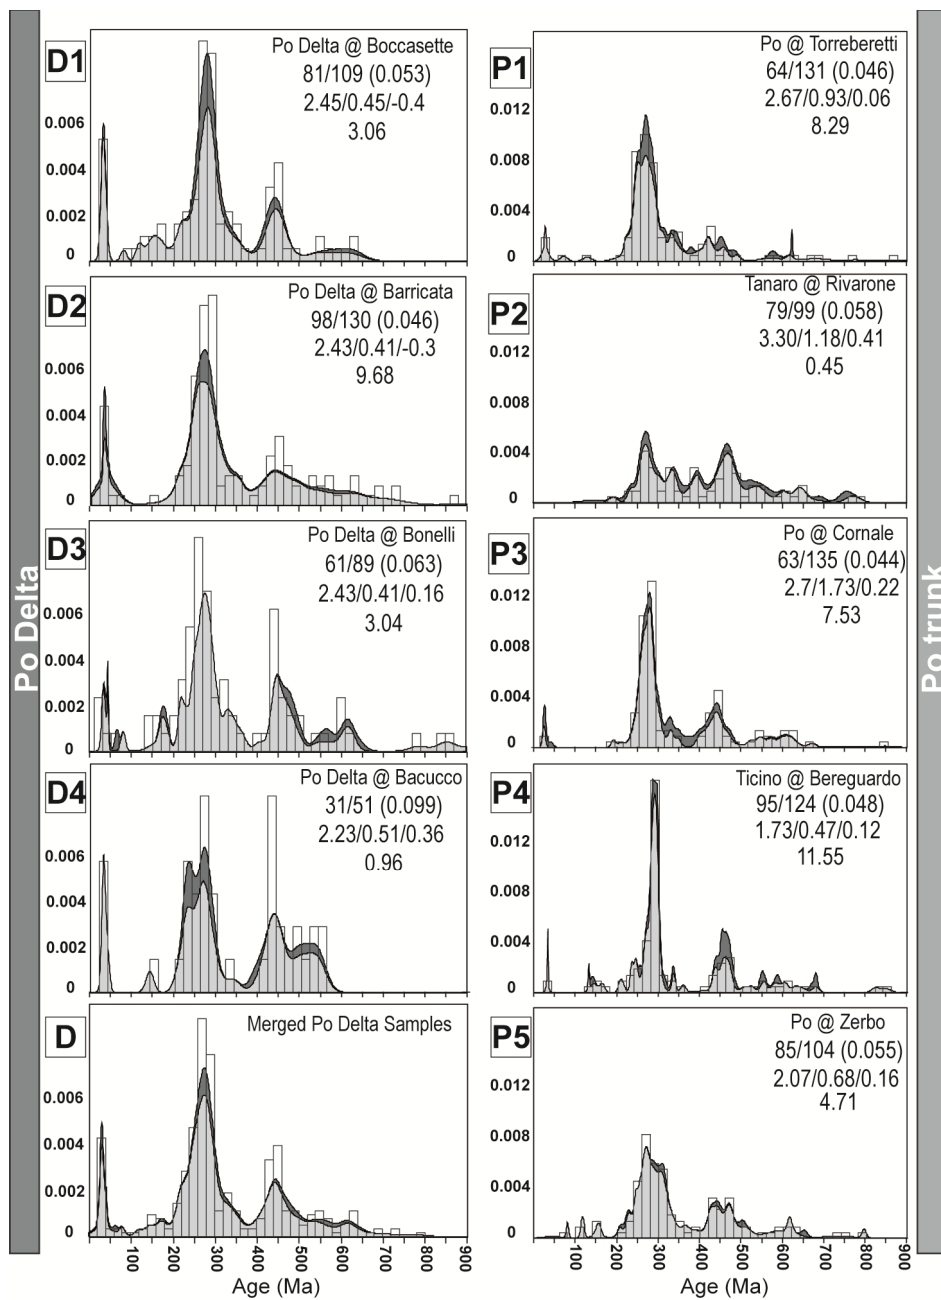 Po Delta
D1
Po Delta @ Boccasette
81/109 (0.053)
2.45/0.45/-0.4
3.06
0.006
0.004
0.002
0
D2
Po Delta @ Barricata
98/130 (0.046)
2.43/0.41/-0.3
9.68
0.006
0.004
0.002
0
D3
Po Delta @ Bonelli
61/89 (0.063)
2.43/0.41/0.16
3.04
0.006
0.004
0.002
0
D4
Po Delta @ Bacucco
31/51 (0.099)
2.23/0.51/0.36
0.96
0.006
0.004
0.002
0
D
Merged Po Delta Samples
0.006
0.004
0.002
0
100 200 300 400 500 600 700 800 900
Age (Ma)
P1
Po @ Torreberetti
64/131 (0.046)
2.67/0.93/0.06
8.29
0.012
0.008
0.004
0
P2
Tanaro @ Rivarone
79/99 (0.058)
3.30/1.18/0.41
0.45
0.012
0.008
0.004
0
P3
Po @ Cornale
63/135 (0.044)
2.7/1.73/0.22
7.53
0.012
0.008
0.004
0
P4
Ticino @ Bereguardo
95/124 (0.048)
1.73/0.47/0.12
11.55
0.012
0.008
0.004
0
P5
Po @ Zerbo
85/104 (0.055)
2.07/0.68/0.16
4.71
0.012
0.008
0.004
0
100 200 300 400 500 600 700 800 900
Age (Ma)
Po trunk